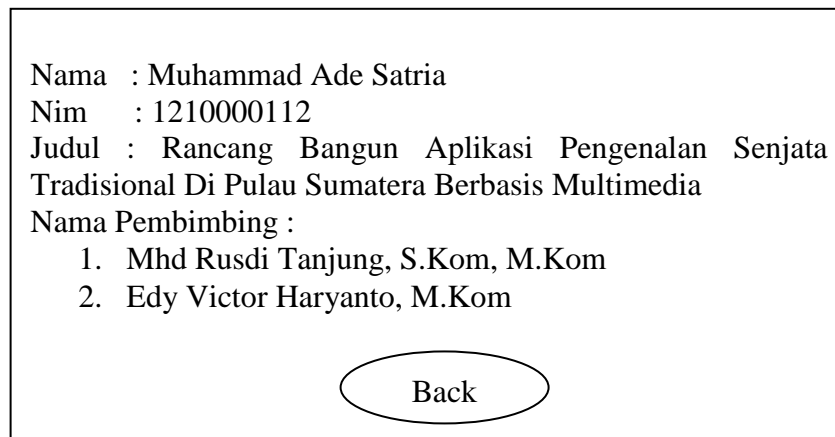 Nama : Muhammad Ade Satria
Nim : 1210000112
Judul : Rancang Bangun Aplikasi Pengenalan Senjata
Tradisional Di Pulau Sumatera Berbasis Multimedia
Nama Pembimbing :
1. Mhd Rusdi Tanjung, S.Kom, M.Kom
2. Edy Victor Haryanto, M.Kom
Back